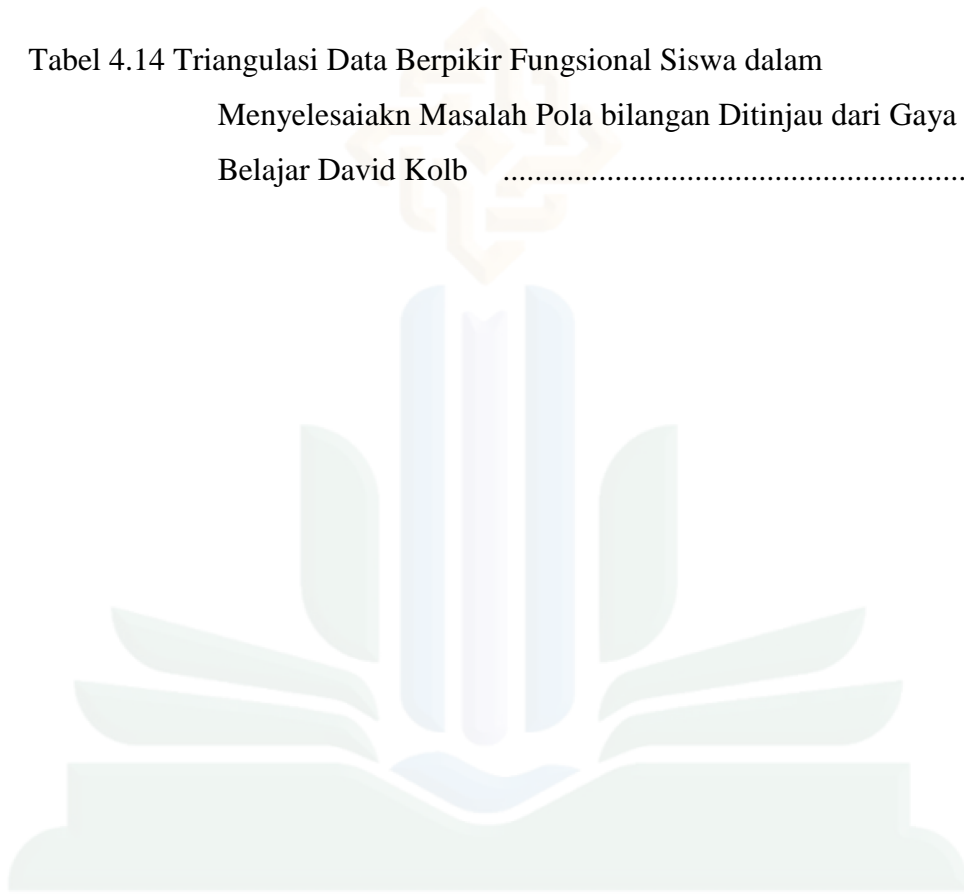 Tabel 4.14 Triangulasi Data Berpikir Fungsional Siswa dalam
Menyelesaiakn Masalah Pola bilangan Ditinjau dari Gaya
Belajar David Kolb .........................................................